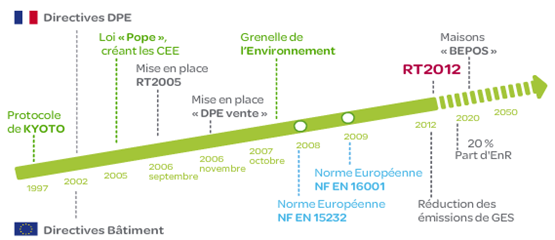 Directives DPE
Loi « Pope »,
créant les CEE
Grenelle de
l'Environnement
Maisons
« BEPOS »
Mise en place
RT2005
RT2012
Mise en place
« DPE vente »
Protocole
de KYOTO
1997
2002
2005
2006
septembre
2006
novembre
2007
octobre
2008
2009
2012
2020
2050
20 %
Part d'EnR
Norme Européenne
NF EN 16001
Norme Européenne
NF EN 15232
Réduction des
émissions de GES
Directives Bâtiment